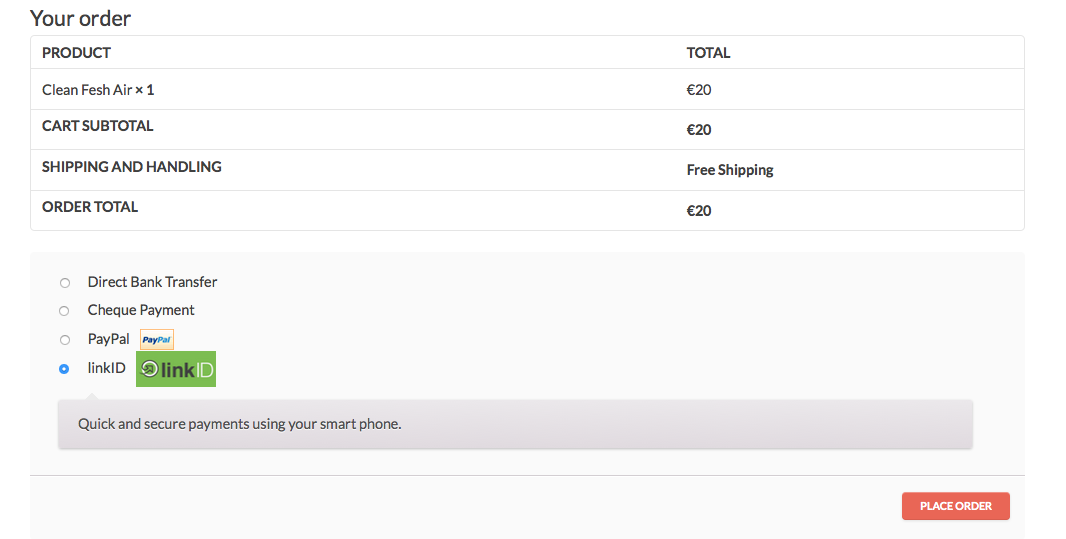 Your order
PRODUCT TOTAL
Clean Fesh Air × 1 €20
CART SUBTOTAL €20
SHIPPING AND HANDLING Free Shipping
ORDER TOTAL €20
Direct Bank Transfer
Cheque Payment
PayPal PayPal
linkID linkID
Quick and secure payments using your smart phone.
PLACE ORDER